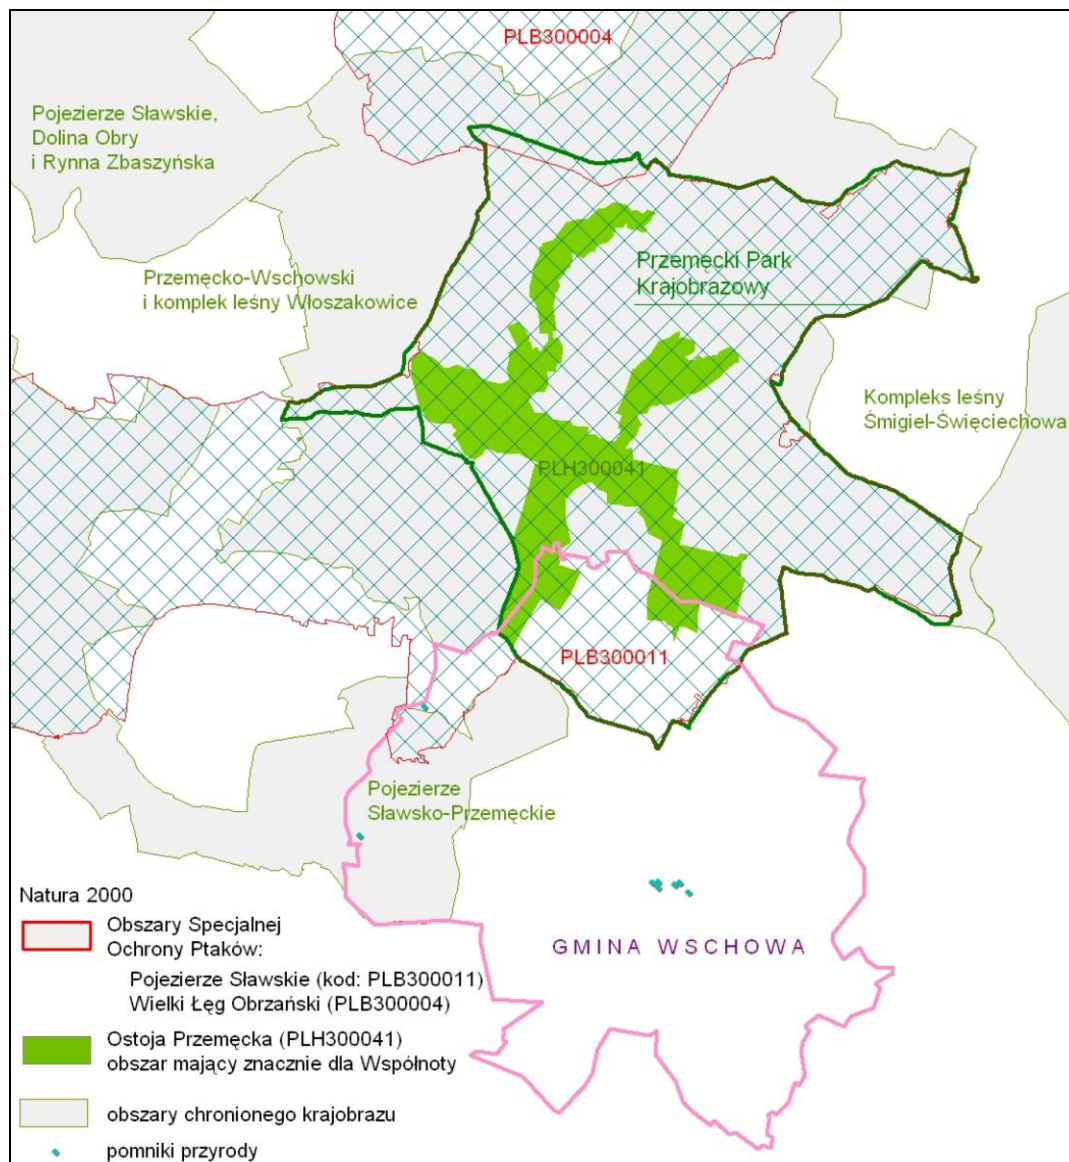 PLB300004
Pojezierze Sławskie,
Dolina Obry
i Rynna Zbaszyńska
Przemęcko-Wschowski
i komplek leśny Włoszakowice
Przemęcki Park
Krajobrazowy
Kompleks leśny
Śmigiel-Święciechowa
PLH300041
PLB300011
Pojezierze
Sławsko-Przemęckie
GMINA WSCHOWA
Natura 2000
Obszary Specjalnej
Ochrony Ptaków:
Pojezierze Sławskie (kod: PLB300011)
Wielki Łęg Obrzański (PLB300004)
Ostoja Przemęcka (PLH300041)
obszar mający znacznie dla Wspólnoty
obszary chronionego krajobrazu
pomniki przyrody